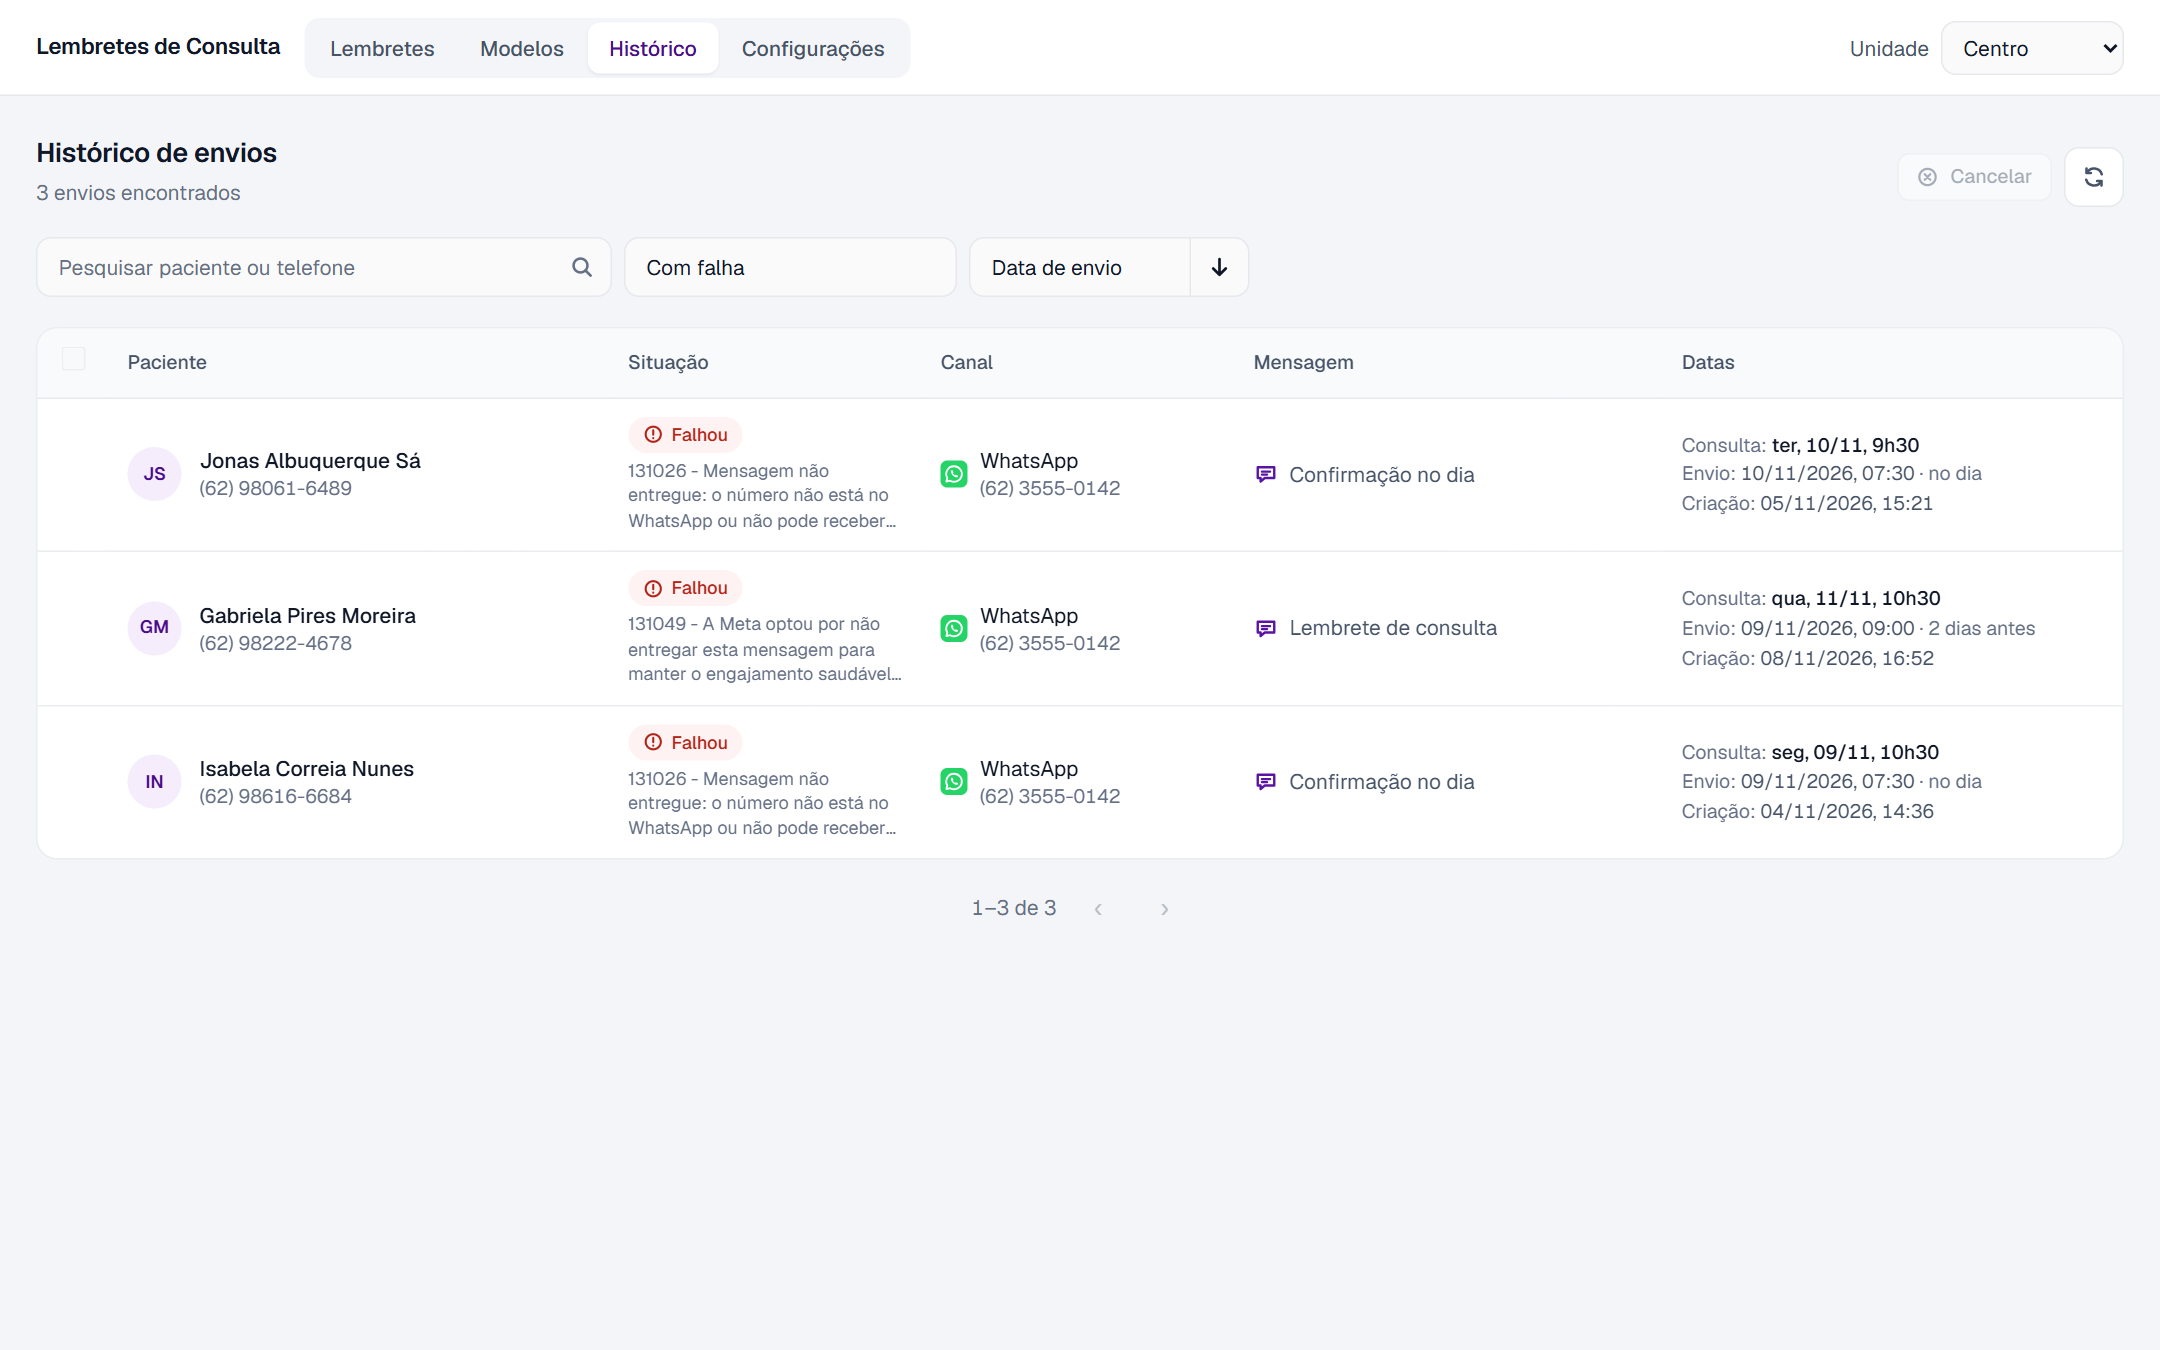 Lembretes de Consulta
Lembretes
Modelos
Histórico
Configurações
Unidade
Centro
Histórico de envios
3 envios encontrados
Cancelar
Pesquisar paciente ou telefone
Com falha
Data de envio
Paciente
Situação
Canal
Mensagem
Datas
JS
Jonas Albuquerque Sá
(62) 98061-6489
Falhou
131026 - Mensagem não
entregue: o número não está no
WhatsApp ou não pode receber…
WhatsApp
(62) 3555-0142
Confirmação no dia
Consulta: ter, 10/11, 9h30
Envio: 10/11/2026, 07:30 · no dia
Criação: 05/11/2026, 15:21
GM
Gabriela Pires Moreira
(62) 98222-4678
Falhou
131049 - A Meta optou por não
entregar esta mensagem para
manter o engajamento saudável…
WhatsApp
(62) 3555-0142
Lembrete de consulta
Consulta: qua, 11/11, 10h30
Envio: 09/11/2026, 09:00 · 2 dias antes
Criação: 08/11/2026, 16:52
IN
Isabela Correia Nunes
(62) 98616-6684
Falhou
131026 - Mensagem não
entregue: o número não está no
WhatsApp ou não pode receber…
WhatsApp
(62) 3555-0142
Confirmação no dia
Consulta: seg, 09/11, 10h30
Envio: 09/11/2026, 07:30 · no dia
Criação: 04/11/2026, 14:36
1–3 de 3